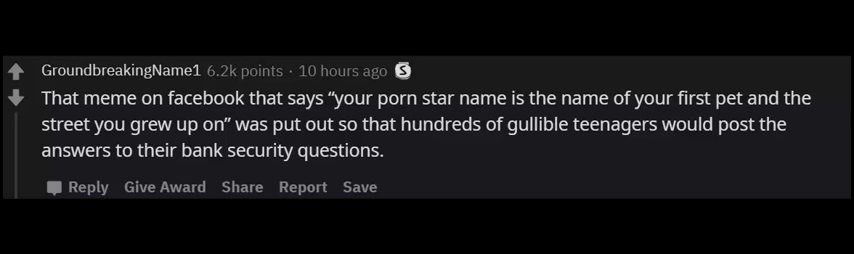 GroundbreakingName1 6.2k points · 10 hours ago S
That meme on facebook that says “your porn star name is the name of your first pet and the
street you grew up on” was put out so that hundreds of gullible teenagers would post the
answers to their bank security questions.
Reply Give Award Share Report Save